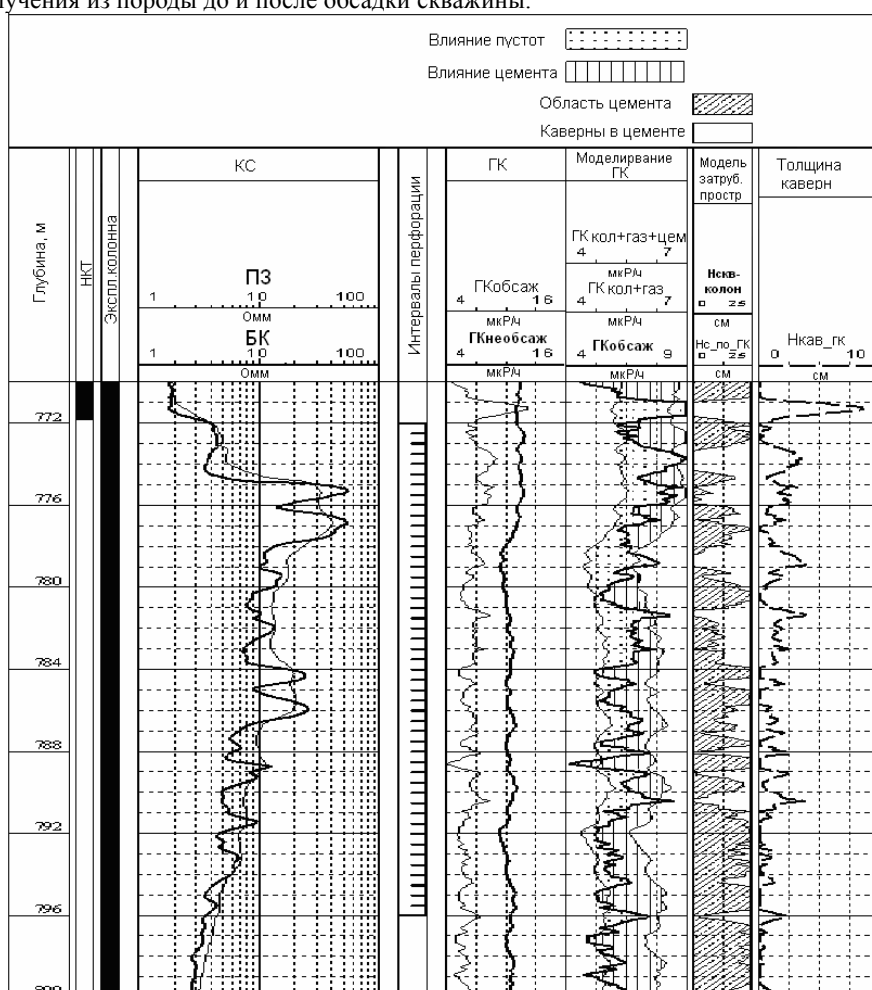 лучения из породы до и после обсадки скважины.
Влияние пустот
Влияние цемента
Область цемента
Каверны в цементе
Глубина, м
НКТ
Экспл.колонна
КС
ПЗ
1 10 100
Омм
БК
1 10 100
Омм
Интервалы перфорации
ГК
ГКобсаж
4 16
мкР/ч
ГКнеобсаж
4 16
мкР/ч
Моделирвание
ГК
ГК кол+газ+цем
4 7
мкР/ч
ГК кол+газ
4 7
мкР/ч
ГКобсаж
4 9
мкР/ч
Модель
затруб.
простр
Нскв-
колон
0 25
см
Нс_по_ГК
0 25
см
Толщина
каверн
Нкав_гк
0 10
см
772
776
780
784
788
792
796
800